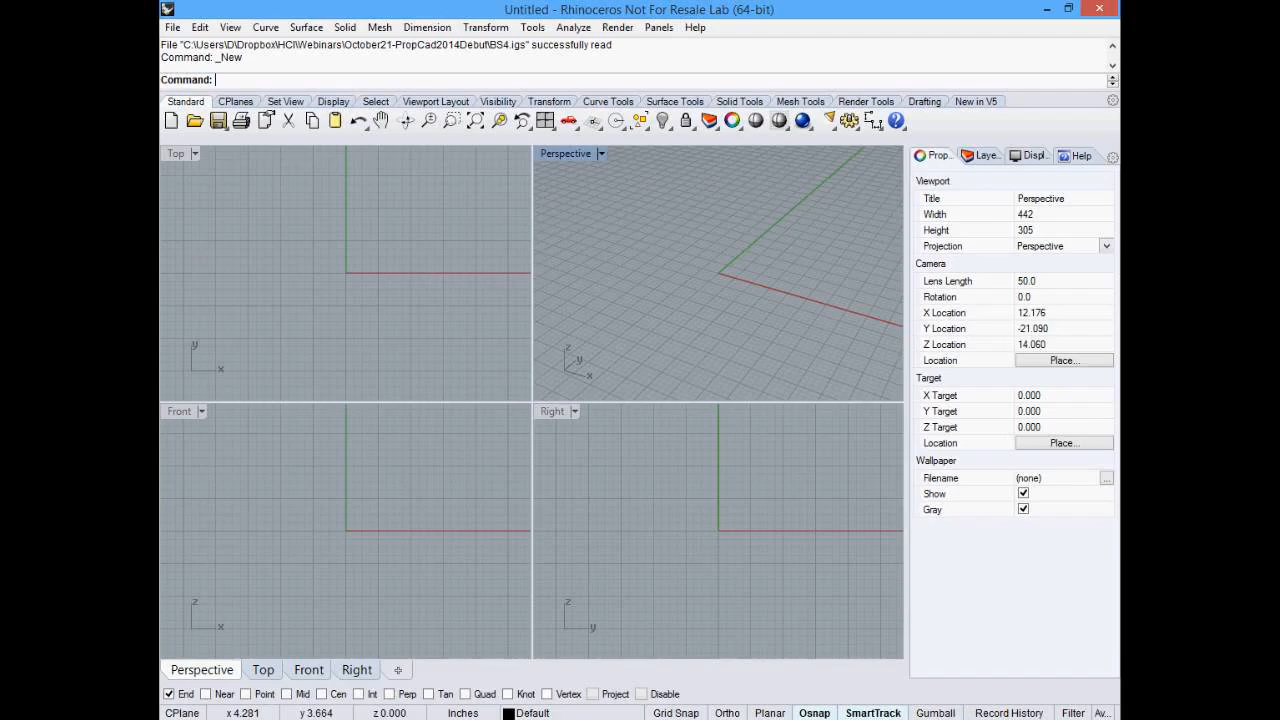 Untitled - Rhinoceros Not For Resale Lab (64-bit)
File Edit View Curve Surface Solid Mesh Dimension Transform Tools Analyze Render Panels Help
File "C:\Users\D\Dropbox\HCI\Webinars\October21-PropCad2014Debut\BS4.igs" successfully read
Command: _New
Command:
Standard CPlanes Set View Display Select Viewport Layout Visibility Transform Curve Tools Surface Tools Solid Tools Mesh Tools Render Tools Drafting New in V5
Top Perspective Prop... Laye... Displ... Help
Viewport
Title Perspective
Width 442
Height 305
Projection Perspective
Camera
Lens Length 50.0
Rotation 0.0
X Location 12.176
Y Location -21.090
Z Location 14.060
Location Place...
Target
X Target 0.000
Y Target 0.000
Z Target 0.000
Location Place...
Wallpaper
Filename (none) ...
Show
Gray
y
x
z
y
x
Front Right
z
x
z
y
Perspective Top Front Right
End Near Point Mid Cen Int Perp Tan Quad Knot Vertex Project Disable
CPlane x 4.281 y 3.664 z 0.000 Inches Default Grid Snap Ortho Planar Osnap SmartTrack Gumball Record History Filter Av...